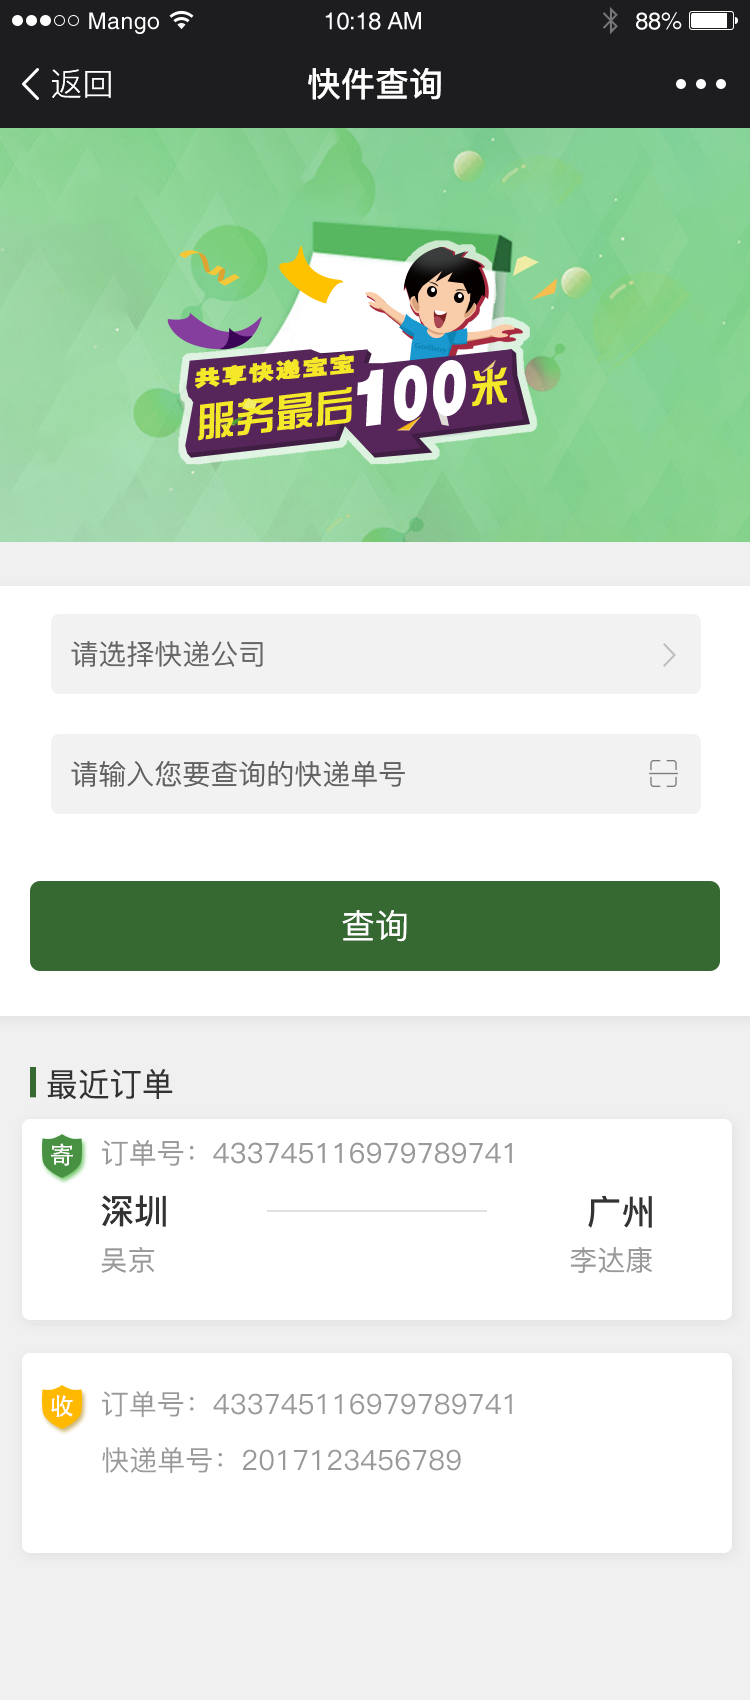 Mango 10:18 AM 88%
返回 快件查询
共享快递宝宝
服务最后100米
请选择快递公司
请输入您要查询的快递单号
查询
最近订单
寄 订单号：433745116979789741
深圳 广州
吴京 李达康
收 订单号：433745116979789741
快递单号：2017123456789